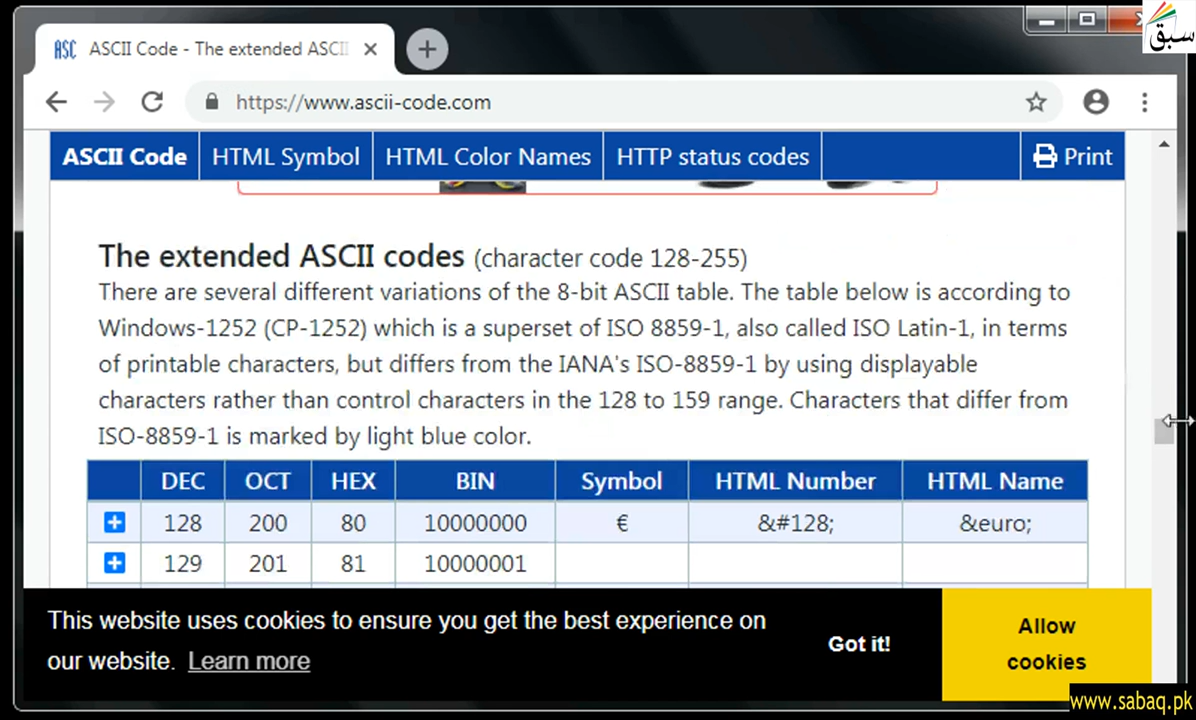 سبق
ASC ASCII Code - The extended ASCII
https://www.ascii-code.com
ASCII Code HTML Symbol HTML Color Names HTTP status codes Print
The extended ASCII codes (character code 128-255)
There are several different variations of the 8-bit ASCII table. The table below is according to
Windows-1252 (CP-1252) which is a superset of ISO 8859-1, also called ISO Latin-1, in terms
of printable characters, but differs from the IANA's ISO-8859-1 by using displayable
characters rather than control characters in the 128 to 159 range. Characters that differ from
ISO-8859-1 is marked by light blue color.
DEC OCT HEX BIN Symbol HTML Number HTML Name
128 200 80 10000000 € &#128; &euro;
129 201 81 10000001
This website uses cookies to ensure you get the best experience on
our website. Learn more
Got it!
Allow
cookies
www.sabaq.pk